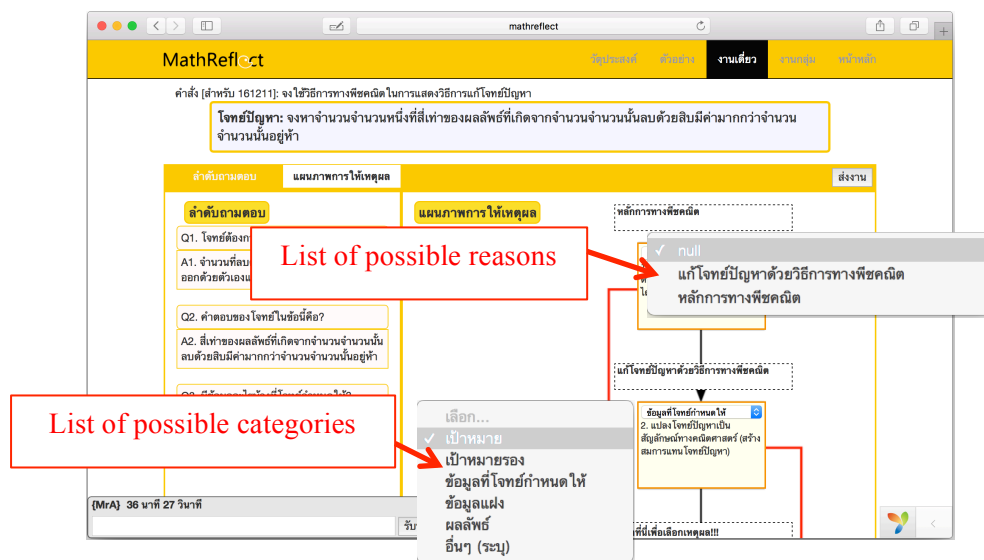 mathreflect
MathReflect
วัตุประสงค์
ตัวอย่าง
งานเดี่ยว
งานกลุ่ม
หน้าหลัก
คำสั่ง [สำหรับ 161211]: จงใช้วิธีการทางพีชคณิตในการแสดงวิธีการแก้โจทย์ปัญหา
โจทย์ปัญหา: จงหาจำนวนจำนวนหนึ่งที่สี่เท่าของผลลัพธ์ที่เกิดจากจำนวนจำนวนนั้นลบด้วยสิบมีค่ามากกว่าจำนวน
จำนวนนั้นอยู่ห้า
ลำดับถามตอบ
แผนภาพการให้เหตุผล
ส่งงาน
ลำดับถามตอบ
แผนภาพการให้เหตุผล
หลักการทางพีชคณิต
Q1. โจทย์ต้องก
A1. จำนวนที่ลบ
ออกด้วยตัวเองแ
List of possible reasons
✓ null
แก้โจทย์ปัญหาด้วยวิธีการทางพีชคณิต
หลักการทางพีชคณิต
Q2. คำตอบของโจทย์ในข้อนี้คือ?
A2. สี่เท่าของผลลัพธ์ที่เกิดจากจำนวนจำนวนนั้น
ลบด้วยสิบมีค่ามากกว่าจำนวนจำนวนนั้นอยู่ห้า
แก้โจทย์ปัญหาด้วยวิธีการทางพีชคณิต
ข้อมูลที่โจทย์กำหนดให้
2. แปลงโจทย์ปัญหาเป็น
สัญลักษณ์ทางคณิตศาสตร์ (สร้าง
สมการแทนโจทย์ปัญหา)
List of possible categories
เลือก...
✓ เป้าหมาย
เป้าหมายรอง
ข้อมูลที่โจทย์กำหนดให้
ข้อมูลแฝง
ผลลัพธ์
อื่นๆ (ระบุ)
{MrA} 36 นาที 27 วินาที
ที่นี่เพื่อเลือกเหตุผล!!!